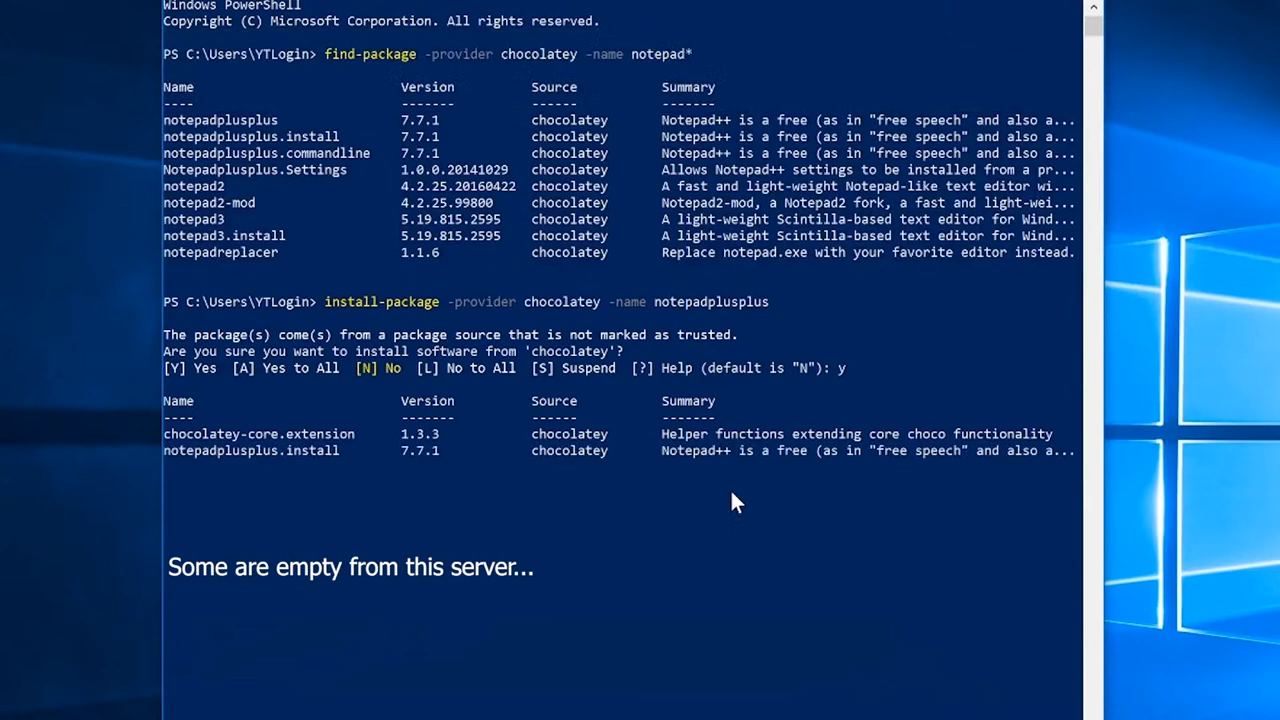 Windows PowerShell
Copyright (C) Microsoft Corporation. All rights reserved.
PS C:\Users\YTLogin> find-package -provider chocolatey -name notepad*
Name Version Source Summary
---- ------- ------ -------
notepadplusplus 7.7.1 chocolatey Notepad++ is a free (as in "free speech" and also a...
notepadplusplus.install 7.7.1 chocolatey Notepad++ is a free (as in "free speech" and also a...
notepadplusplus.commandline 7.7.1 chocolatey Notepad++ is a free (as in "free speech" and also a...
Notepadplusplus.Settings 1.0.0.20141029 chocolatey Allows Notepad++ settings to be installed from a pr...
notepad2 4.2.25.20160422 chocolatey A fast and light-weight Notepad-like text editor wi...
notepad2-mod 4.2.25.99800 chocolatey Notepad2-mod, a Notepad2 fork, a fast and light-wei...
notepad3 5.19.815.2595 chocolatey A light-weight Scintilla-based text editor for Wind...
notepad3.install 5.19.815.2595 chocolatey A light-weight Scintilla-based text editor for Wind...
notepadreplacer 1.1.6 chocolatey Replace notepad.exe with your favorite editor instead.
PS C:\Users\YTLogin> install-package -provider chocolatey -name notepadplusplus
The package(s) come(s) from a package source that is not marked as trusted.
Are you sure you want to install software from 'chocolatey'?
[Y] Yes [A] Yes to All [N] No [L] No to All [S] Suspend [?] Help (default is "N"): y
Name Version Source Summary
---- ------- ------ -------
chocolatey-core.extension 1.3.3 chocolatey Helper functions extending core choco functionality
notepadplusplus.install 7.7.1 chocolatey Notepad++ is a free (as in "free speech" and also a...
Some are empty from this server...